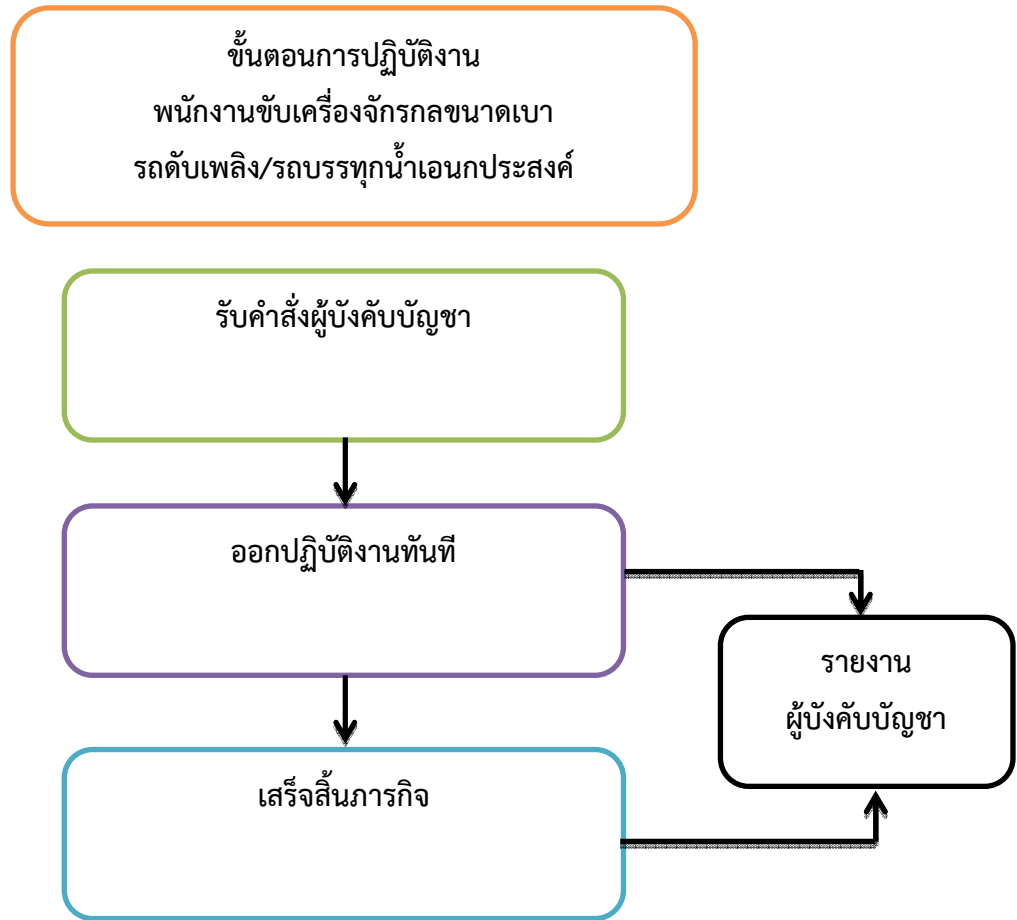 ขั้นตอนการปฏิบัติงาน
พนักงานขับเครื่องจักรกลขนาดเบา
รถดับเพลิง/รถบรรทุกน้ำเอนกประสงค์
รับคำสั่งผู้บังคับบัญชา
ออกปฏิบัติงานทันที
รายงาน
ผู้บังคับบัญชา
เสร็จสิ้นภารกิจ